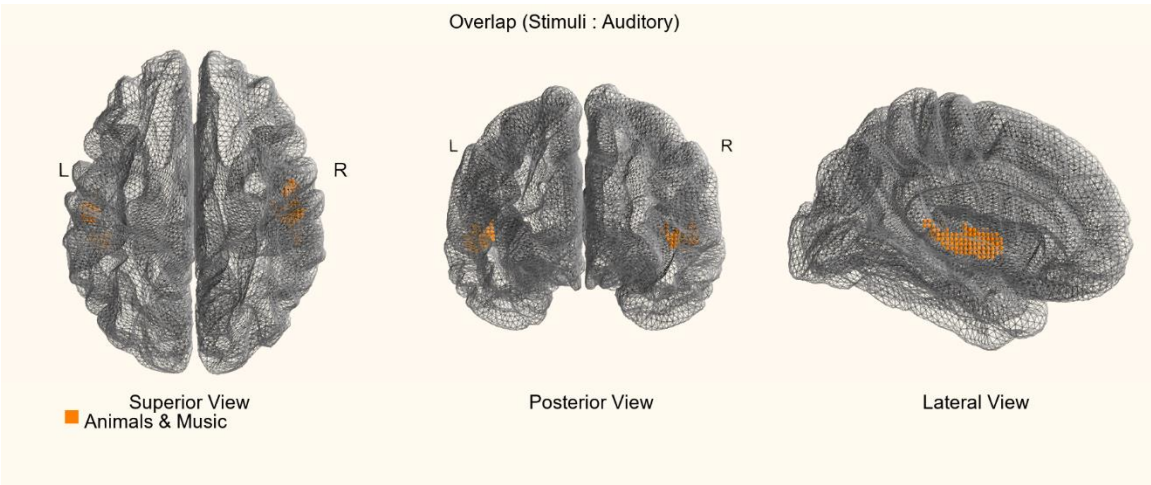 Overlap (Stimuli : Auditory)
L
R
L
R
Superior View
Posterior View
Lateral View
Animals & Music